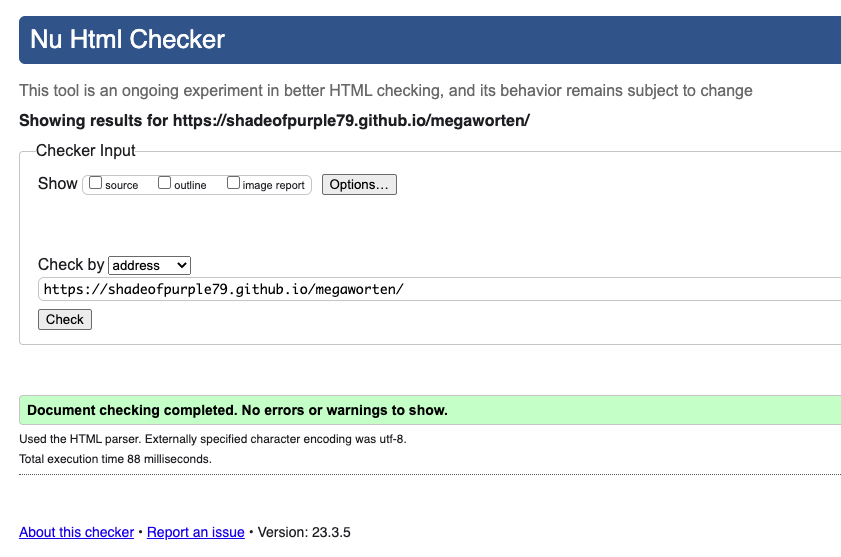 Nu Html Checker
This tool is an ongoing experiment in better HTML checking, and its behavior remains subject to change
Showing results for https://shadeofpurple79.github.io/megaworten/
Checker Input
Show source outline image report Options...
Check by address
https://shadeofpurple79.github.io/megaworten/
Check
Document checking completed. No errors or warnings to show.
Used the HTML parser. Externally specified character encoding was utf-8.
Total execution time 88 milliseconds.
About this checker • Report an issue • Version: 23.3.5